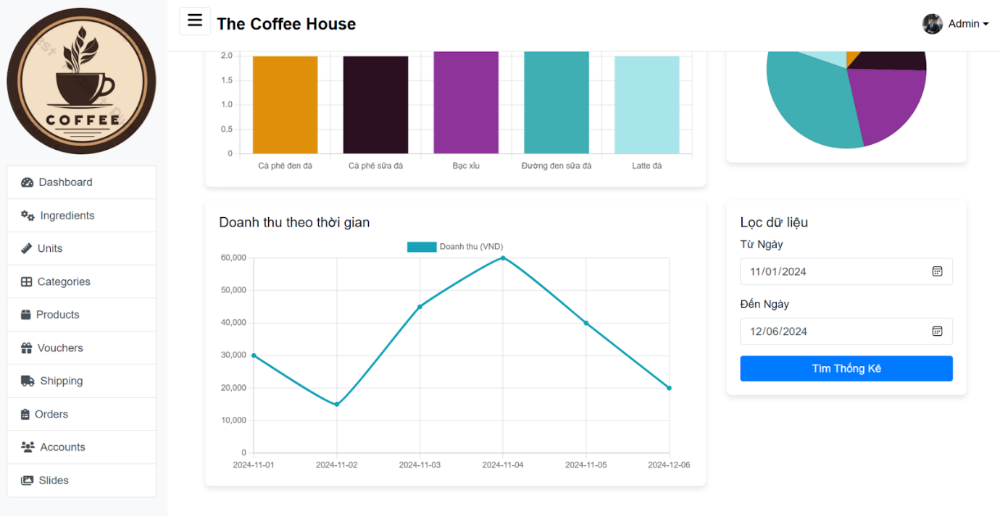 COFFEE
Dashboard
Ingredients
Units
Categories
Products
Vouchers
Shipping
Orders
Accounts
Slides
The Coffee House
Admin
2.0
1.5
1.0
0.5
0
Cà phê đen đá
Cà phê sữa đá
Bạc xỉu
Đường đen sữa đá
Latte đá
Doanh thu theo thời gian
Doanh thu (VND)
60,000
50,000
40,000
30,000
20,000
10,000
0
2024-11-01
2024-11-02
2024-11-03
2024-11-04
2024-11-05
2024-12-06
Lọc dữ liệu
Từ Ngày
11/01/2024
Đến Ngày
12/06/2024
Tìm Thống Kê